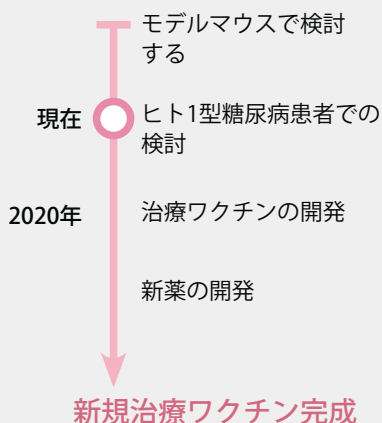 モデルマウスで検討
する
現在
ヒト1型糖尿病患者での
検討
2020年
治療ワクチンの開発
新薬の開発
新規治療ワクチン完成